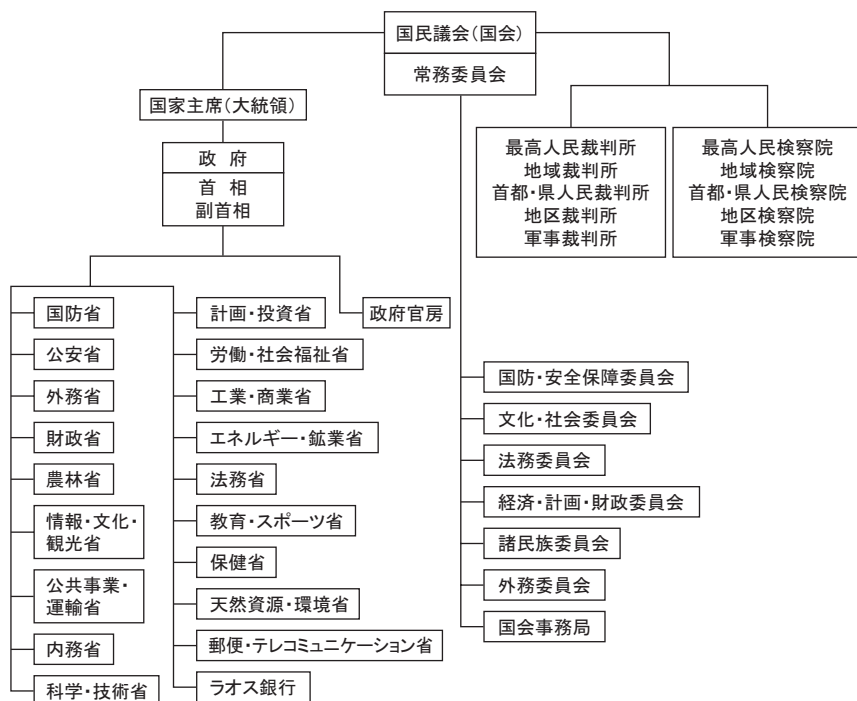 国民議会(国会)
常務委員会
国家主席(大統領)
政 府
首 相
副首相
最高人民裁判所
地域裁判所
首都・県人民裁判所
地区裁判所
軍事裁判所
最高人民検察院
地域検察院
首都・県人民検察院
地区検察院
軍事検察院
国防省
公安省
外務省
財政省
農林省
情報・文化・
観光省
公共事業・
運輸省
内務省
科学・技術省
計画・投資省
労働・社会福祉省
工業・商業省
エネルギー・鉱業省
法務省
教育・スポーツ省
保健省
天然資源・環境省
郵便・テレコミュニケーション省
ラオス銀行
政府官房
国防・安全保障委員会
文化・社会委員会
法務委員会
経済・計画・財政委員会
諸民族委員会
外務委員会
国会事務局